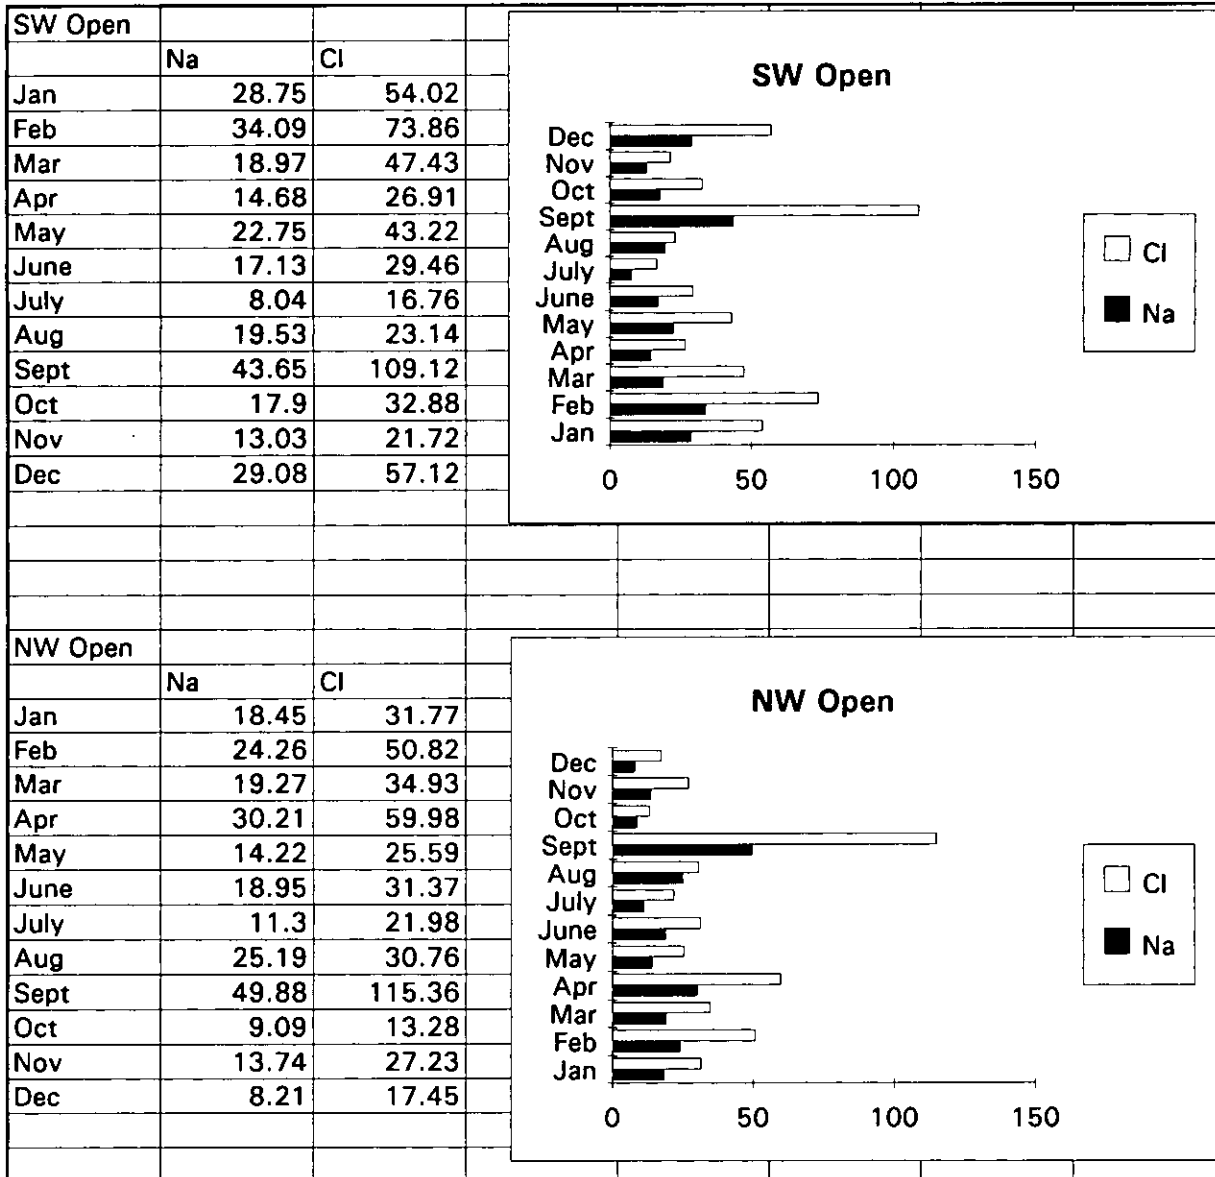 SW Open
Na Cl
Jan 28.75 54.02
Feb 34.09 73.86
Mar 18.97 47.43
Apr 14.68 26.91
May 22.75 43.22
June 17.13 29.46
July 8.04 16.76
Aug 19.53 23.14
Sept 43.65 109.12
Oct 17.9 32.88
Nov 13.03 21.72
Dec 29.08 57.12
SW Open
Dec
Nov
Oct
Sept
Aug
July
June
May
Apr
Mar
Feb
Jan
0 50 100 150
Cl
Na
NW Open
Na Cl
Jan 18.45 31.77
Feb 24.26 50.82
Mar 19.27 34.93
Apr 30.21 59.98
May 14.22 25.59
June 18.95 31.37
July 11.3 21.98
Aug 25.19 30.76
Sept 49.88 115.36
Oct 9.09 13.28
Nov 13.74 27.23
Dec 8.21 17.45
NW Open
Dec
Nov
Oct
Sept
Aug
July
June
May
Apr
Mar
Feb
Jan
0 50 100 150
Cl
Na